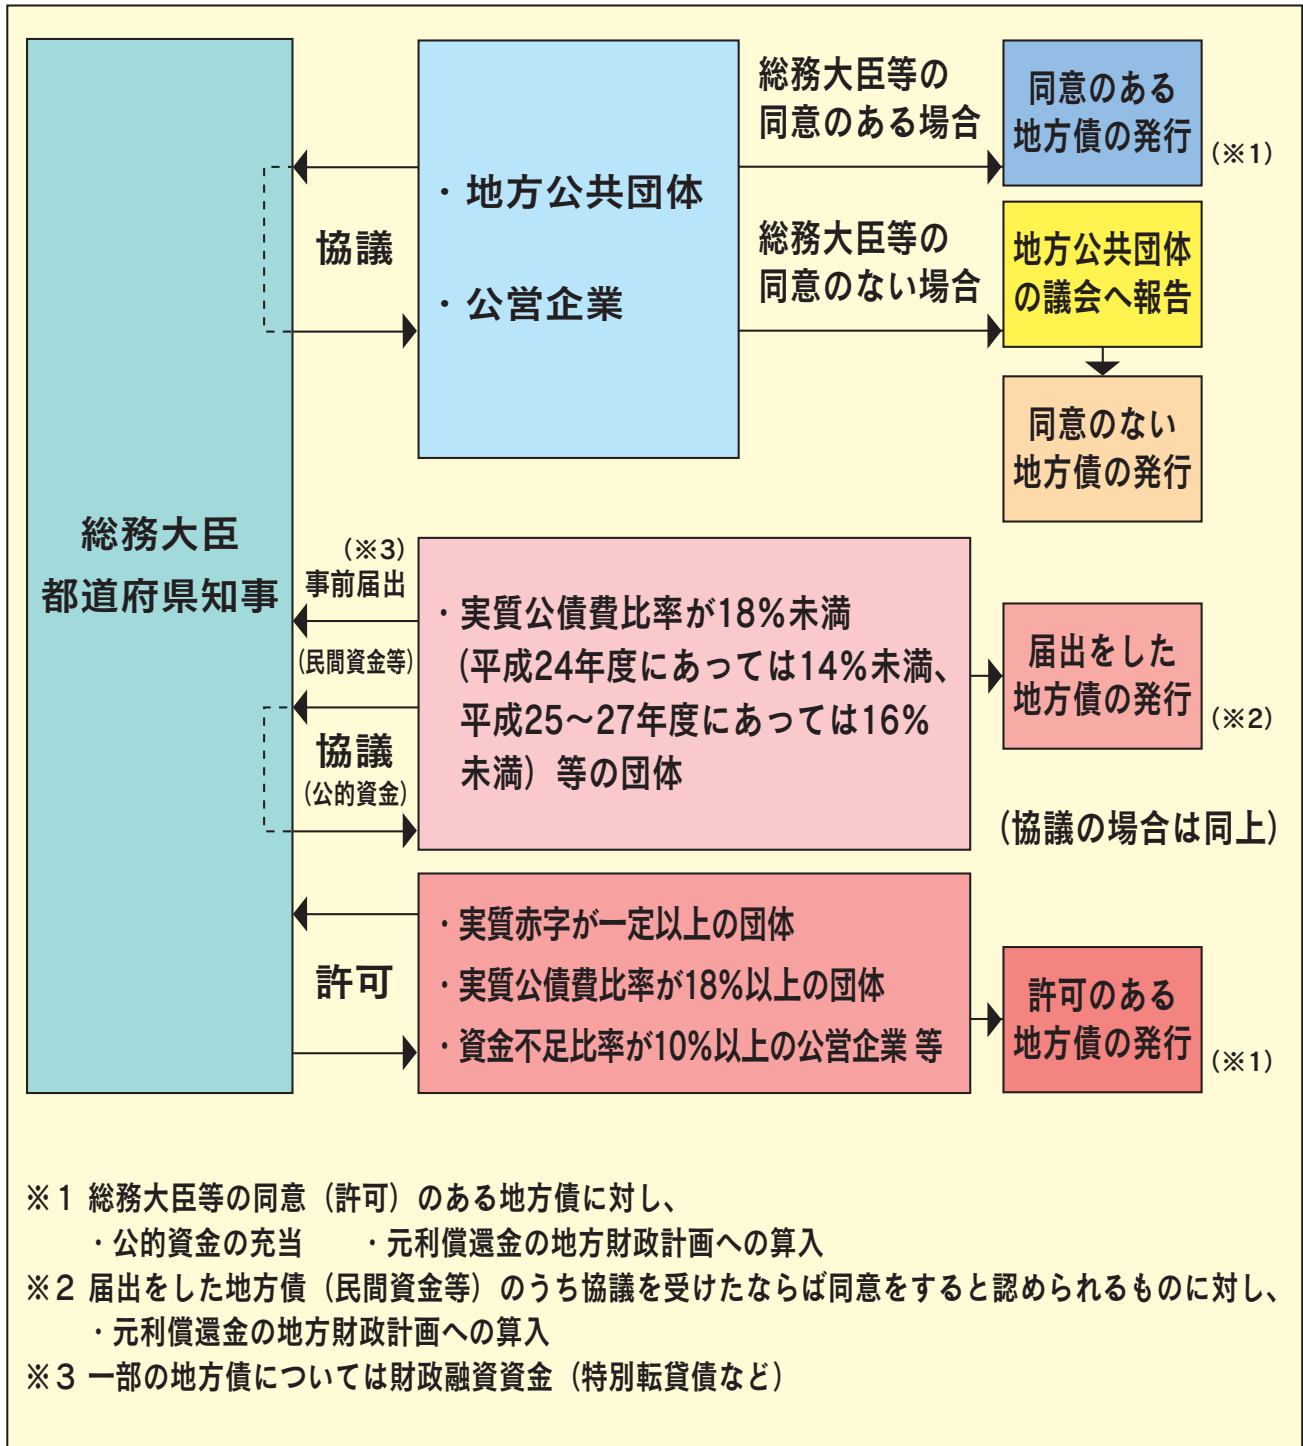 総務大臣
都道府県知事
協議
・地方公共団体
・公営企業
総務大臣等の
同意のある場合
同意のある
地方債の発行
(※1)
総務大臣等の
同意のない場合
地方公共団体
の議会へ報告
同意のない
地方債の発行
(※3)
事前届出
(民間資金等)
協議
(公的資金)
・実質公債費比率が18%未満
(平成24年度にあっては14%未満、
平成25～27年度にあっては16%
未満)等の団体
届出をした
地方債の発行
(※2)
(協議の場合は同上)
許可
・実質赤字が一定以上の団体
・実質公債費比率が18%以上の団体
・資金不足比率が10%以上の公営企業 等
許可のある
地方債の発行
(※1)
※1 総務大臣等の同意(許可)のある地方債に対し、
・公的資金の充当 ・元利償還金の地方財政計画への算入
※2 届出をした地方債(民間資金等)のうち協議を受けたならば同意をすると認められるものに対し、
・元利償還金の地方財政計画への算入
※3 一部の地方債については財政融資資金(特別転貸債など)